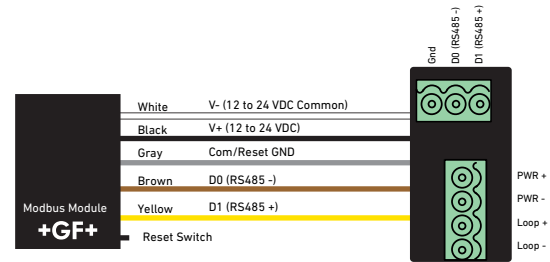 Gnd
D0 (RS485 -)
D1 (RS485 +)
White V- (12 to 24 VDC Common)
Black V+ (12 to 24 VDC)
Gray Com/Reset GND
Brown D0 (RS485 -)
Yellow D1 (RS485 +)
Modbus Module
+GF+
Reset Switch
PWR +
PWR -
Loop +
Loop -